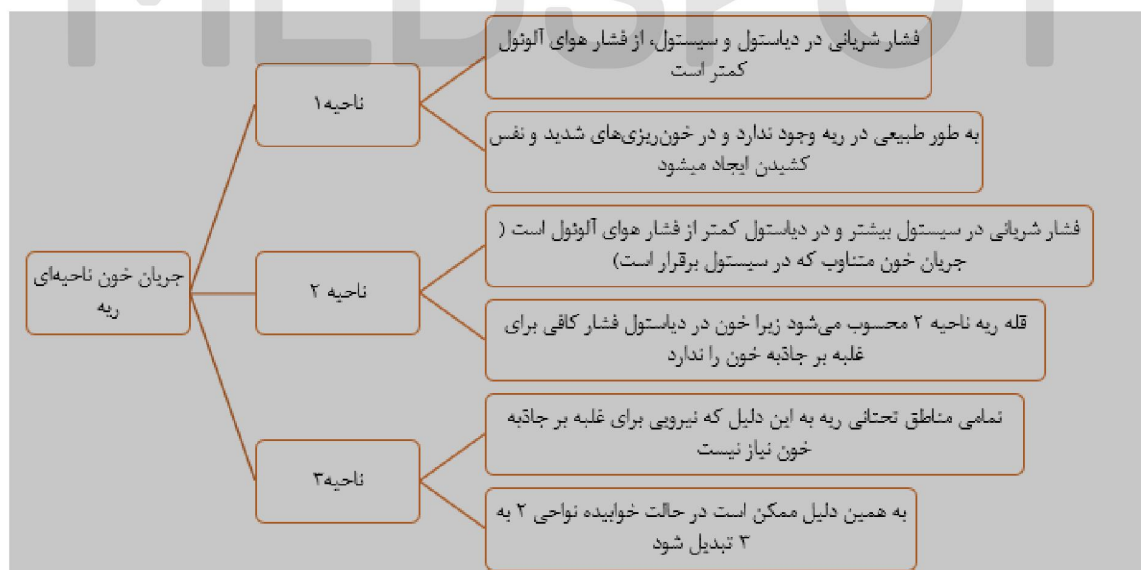 MEDSPOT
جریان خون ناحیه‌ای
ریه
ناحیه۱
فشار شریانی در دیاستول و سیستول، از فشار هوای آلوئول
کمتر است
به طور طبیعی در ریه وجود ندارد و در خون‌ریزی‌های شدید و نفس
کشیدن ایجاد میشود
ناحیه ۲
فشار شریانی در سیستول بیشتر و در دیاستول کمتر از فشار هوای آلوئول است (
جریان خون متناوب که در سیستول برقرار است)
قله ریه ناحیه ۲ محسوب می‌شود زیرا خون در دیاستول فشار کافی برای
غلبه بر جاذبه خون را ندارد
ناحیه۳
تمامی مناطق تحتانی ریه به این دلیل که نیرویی برای غلبه بر جاذبه
خون نیاز نیست
به همین دلیل ممکن است در حالت خوابیده نواحی ۲ به
۳ تبدیل شود